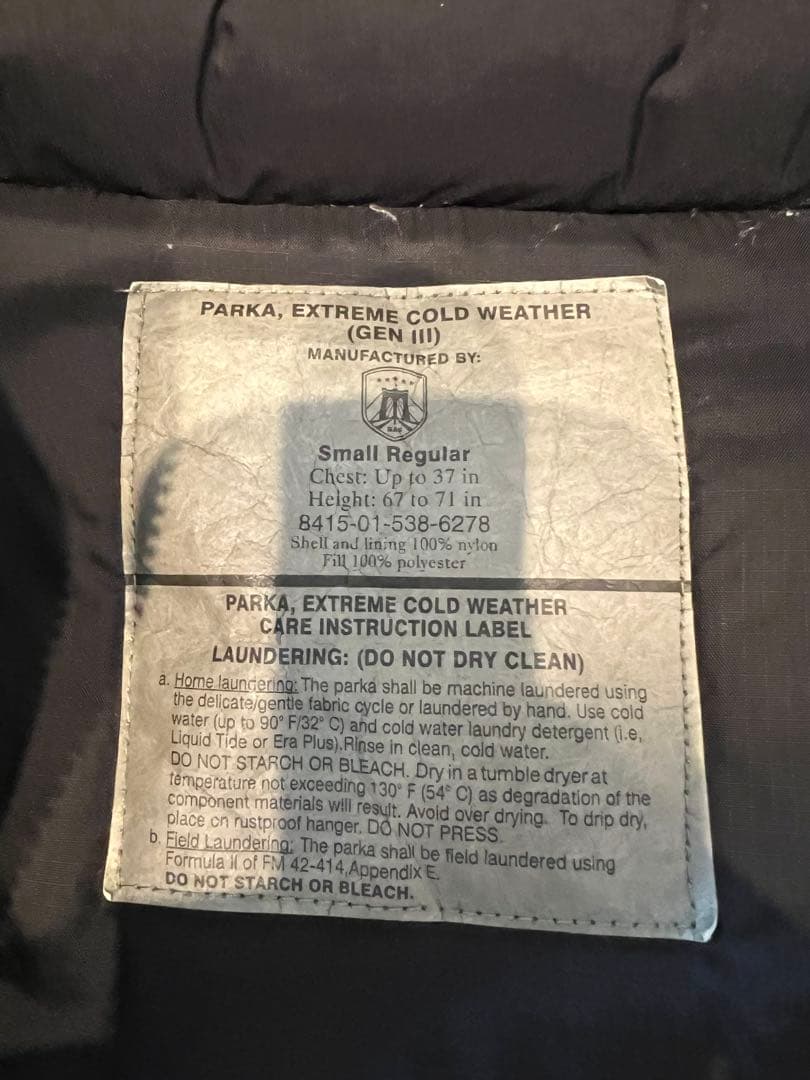 PARKA, EXTREME COLD WEATHER
(GEN III)
MANUFACTURED BY:
Small Regular
Chest: Up to 37 in
Height: 67 to 71 in
8415-01-538-6278
Shell and lining 100% nylon
Fill 100% polyester
PARKA, EXTREME COLD WEATHER
CARE INSTRUCTION LABEL
LAUNDERING: (DO NOT DRY CLEAN)
a. Home laundering: The parka shall be machine laundered using
the delicate/gentle fabric cycle or laundered by hand. Use cold
water (up to 90° F/32° C) and cold water laundry detergent (i.e,
Liquid Tide or Era Plus).Rinse in clean, cold water.
DO NOT STARCH OR BLEACH. Dry in a tumble dryer at
temperature not exceeding 130° F (54° C) as degradation of the
component materials will result. Avoid over drying. To drip dry,
place on rustproof hanger. DO NOT PRESS.
b. Field Laundering: The parka shall be field laundered using
Formula II of FM 42-414,Appendix E.
DO NOT STARCH OR BLEACH.